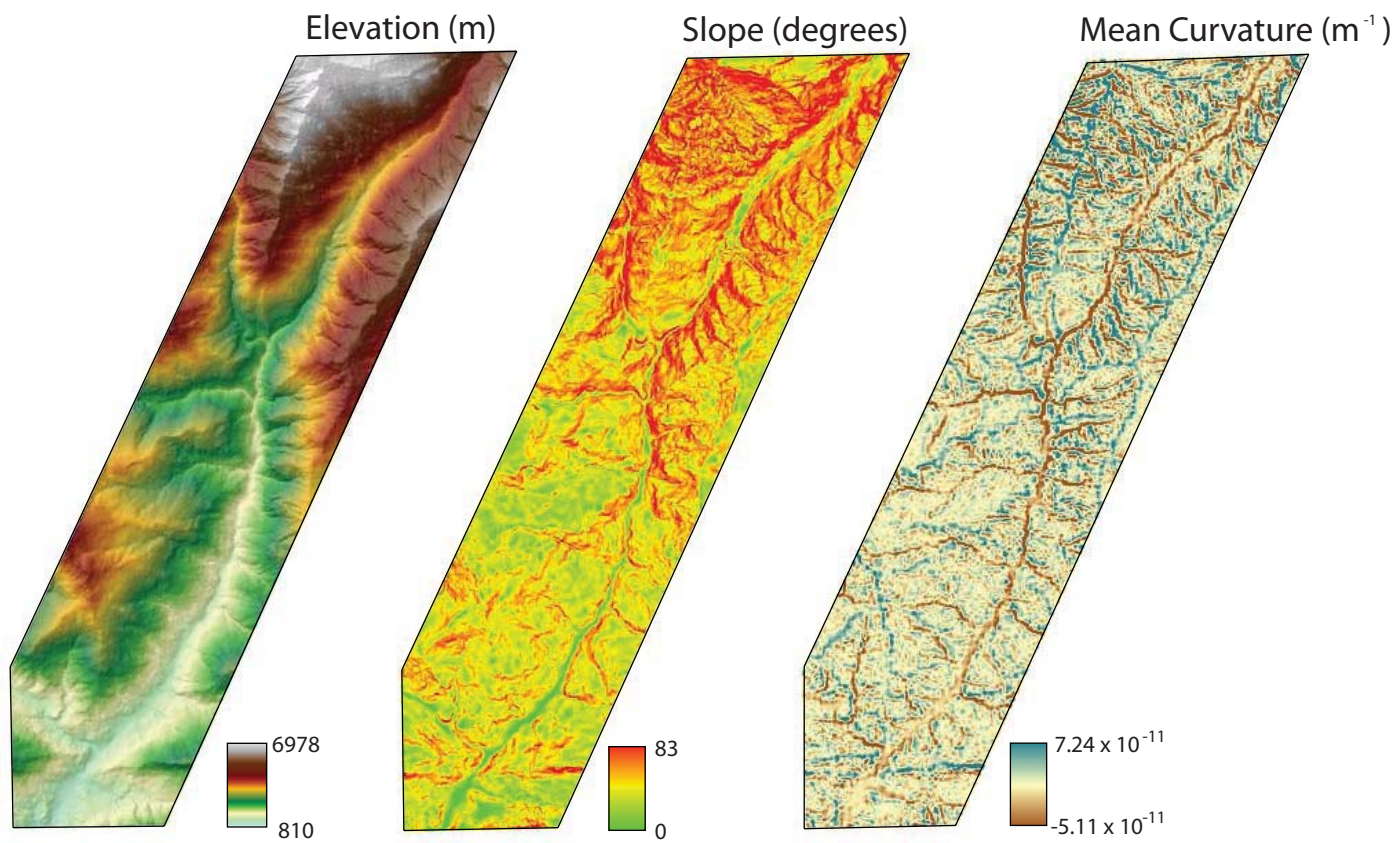 Elevation (m)
Slope (degrees)
Mean Curvature (m⁻¹)
6978
810
83
0
7.24 x 10⁻¹¹
-5.11 x 10⁻¹¹